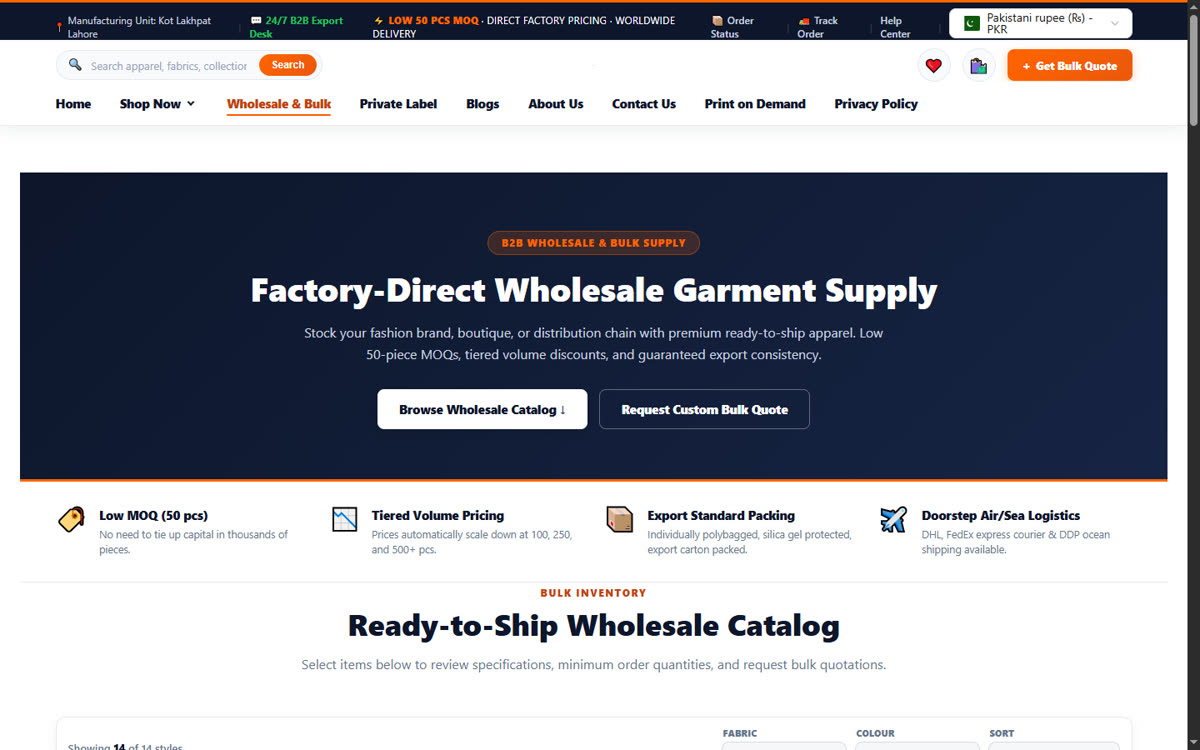 Manufacturing Unit: Kot Lakhpat
Lahore
24/7 B2B Export
Desk
LOW 50 PCS MOQ · DIRECT FACTORY PRICING · WORLDWIDE
DELIVERY
Order
Status
Track
Order
Help
Center
Pakistani rupee (₨) -
PKR
Search apparel, fabrics, collection
Search
+ Get Bulk Quote
Home
Shop Now
Wholesale & Bulk
Private Label
Blogs
About Us
Contact Us
Print on Demand
Privacy Policy
B2B WHOLESALE & BULK SUPPLY
Factory-Direct Wholesale Garment Supply
Stock your fashion brand, boutique, or distribution chain with premium ready-to-ship apparel. Low
50-piece MOQs, tiered volume discounts, and guaranteed export consistency.
Browse Wholesale Catalog ↓
Request Custom Bulk Quote
Low MOQ (50 pcs)
No need to tie up capital in thousands of
pieces.
Tiered Volume Pricing
Prices automatically scale down at 100, 250,
and 500+ pcs.
Export Standard Packing
Individually polybagged, silica gel protected,
export carton packed.
Doorstep Air/Sea Logistics
DHL, FedEx express courier & DDP ocean
shipping available.
BULK INVENTORY
Ready-to-Ship Wholesale Catalog
Select items below to review specifications, minimum order quantities, and request bulk quotations.
Showing 14 of 14 styles
FABRIC
COLOUR
SORT